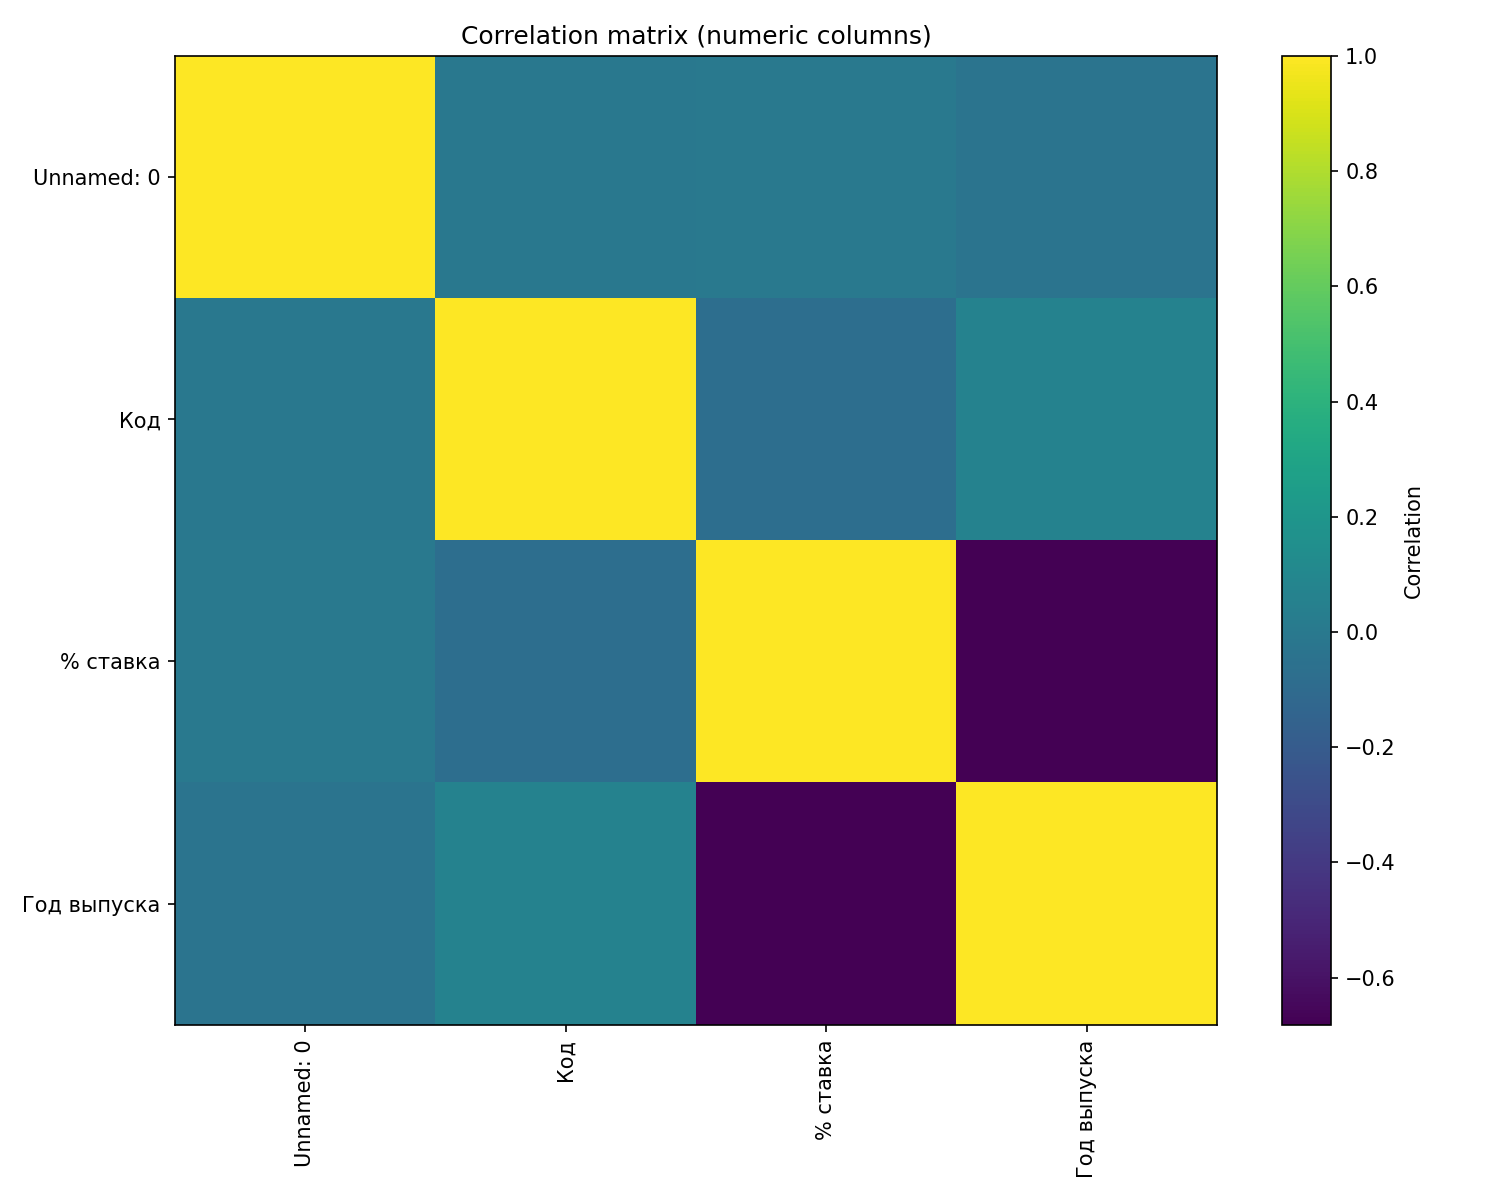 Correlation matrix (numeric columns)
Unnamed: 0
Код
% ставка
Год выпуска
Unnamed: 0
Код
% ставка
Год выпуска
1.0
0.8
0.6
0.4
0.2
0.0
−0.2
−0.4
−0.6
Correlation